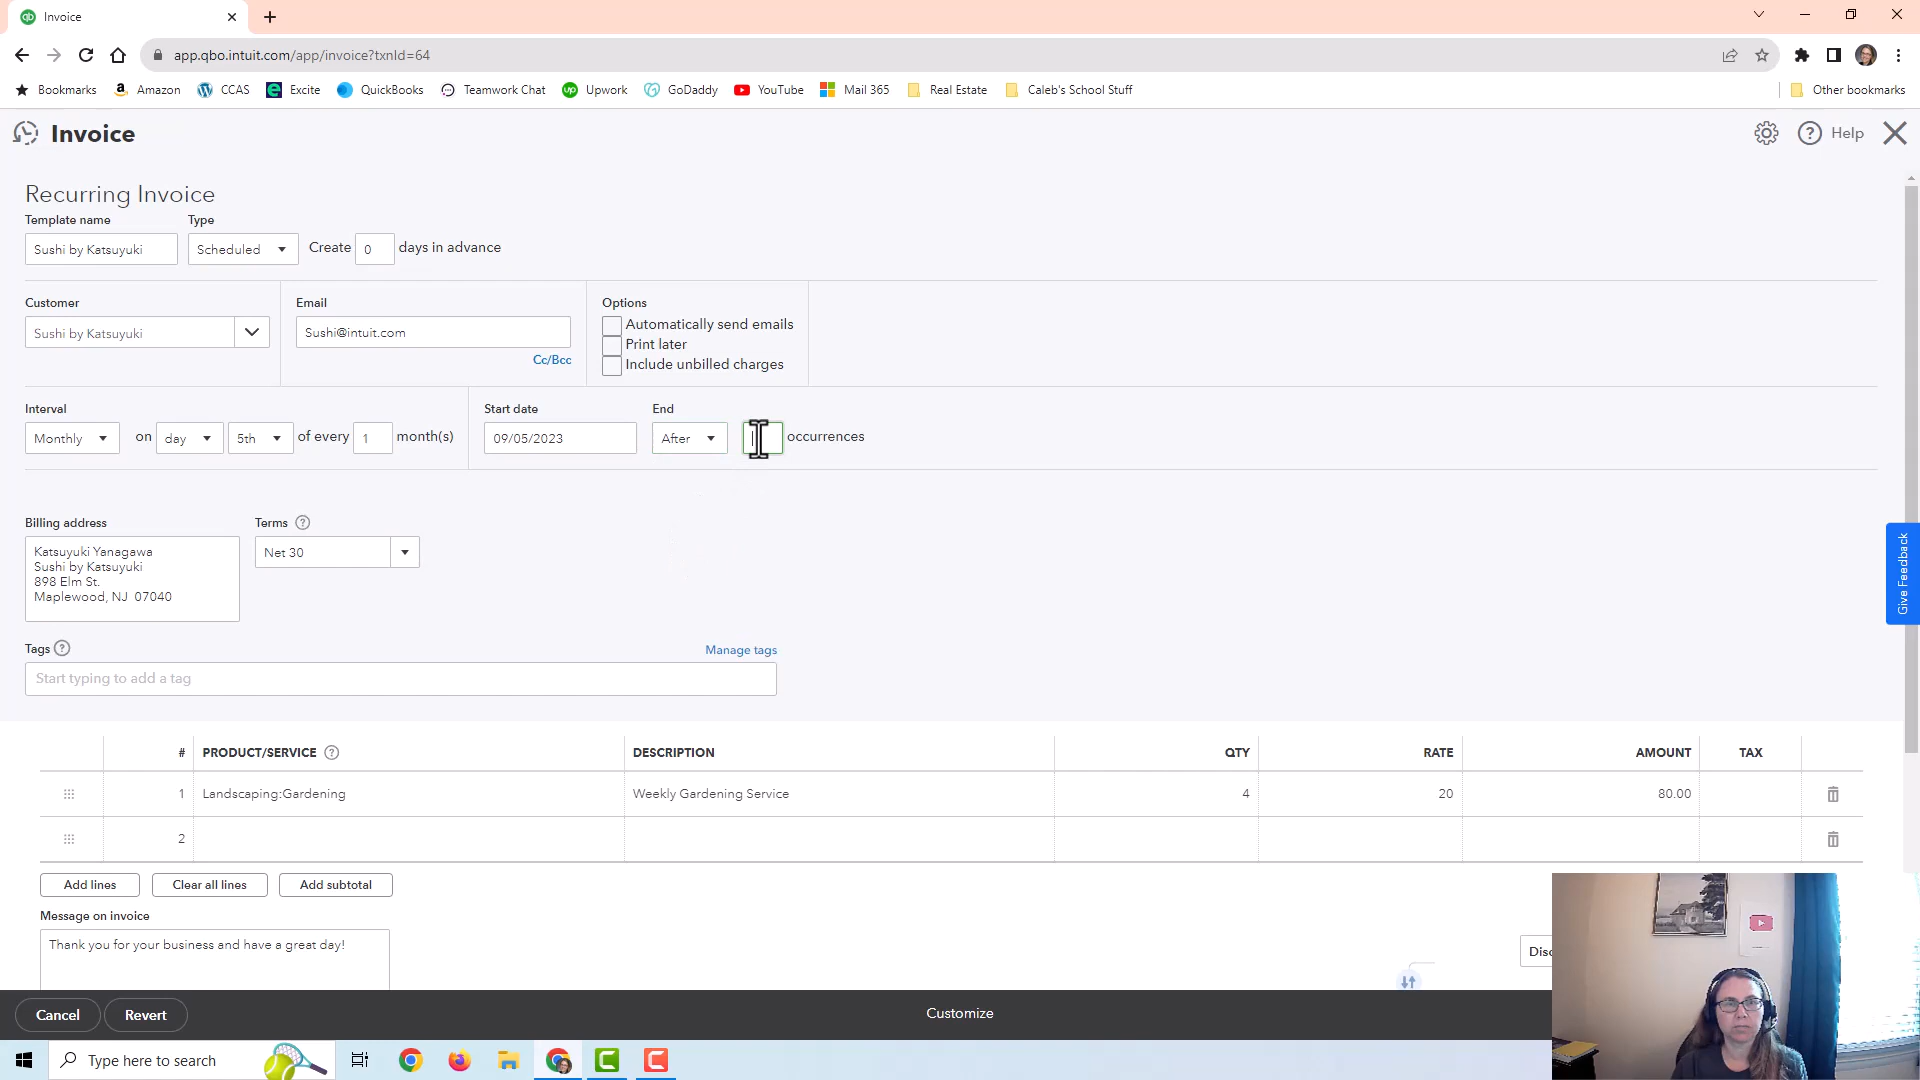 Invoice
app.qbo.intuit.com/app/invoice?txnId=64
Bookmarks Amazon CCAS Excite QuickBooks Teamwork Chat Upwork GoDaddy YouTube Mail 365 Real Estate Caleb's School Stuff Other bookmarks
Invoice Help
Recurring Invoice
Template name Type
Sushi by Katsuyuki Scheduled Create 0 days in advance
Customer Email Options
Sushi by Katsuyuki Sushi@intuit.com Automatically send emails
Print later
Cc/Bcc Include unbilled charges
Interval Start date End
Monthly on day 5th of every 1 month(s) 09/05/2023 After occurrences
Billing address Terms
Katsuyuki Yanagawa Net 30
Sushi by Katsuyuki
898 Elm St.
Maplewood, NJ 07040
Give Feedback
Tags Manage tags
Start typing to add a tag
# PRODUCT/SERVICE DESCRIPTION QTY RATE AMOUNT TAX
1 Landscaping:Gardening Weekly Gardening Service 4 20 80.00
2
Add lines Clear all lines Add subtotal
Message on invoice
Thank you for your business and have a great day!
Disc
Cancel Revert Customize
Type here to search